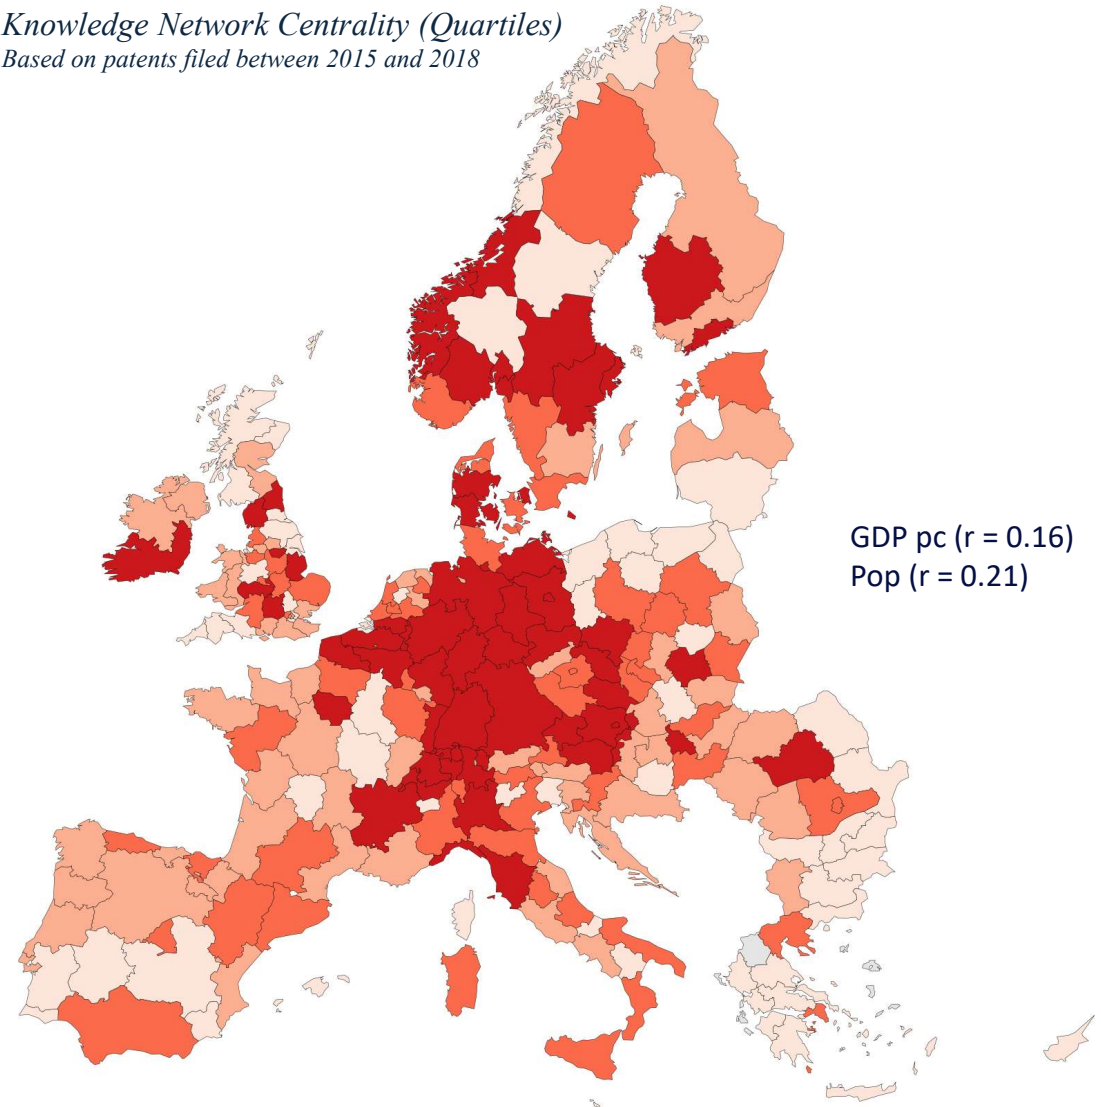 Knowledge Network Centrality (Quartiles)
Based on patents filed between 2015 and 2018
GDP pc (r = 0.16)
Pop (r = 0.21)